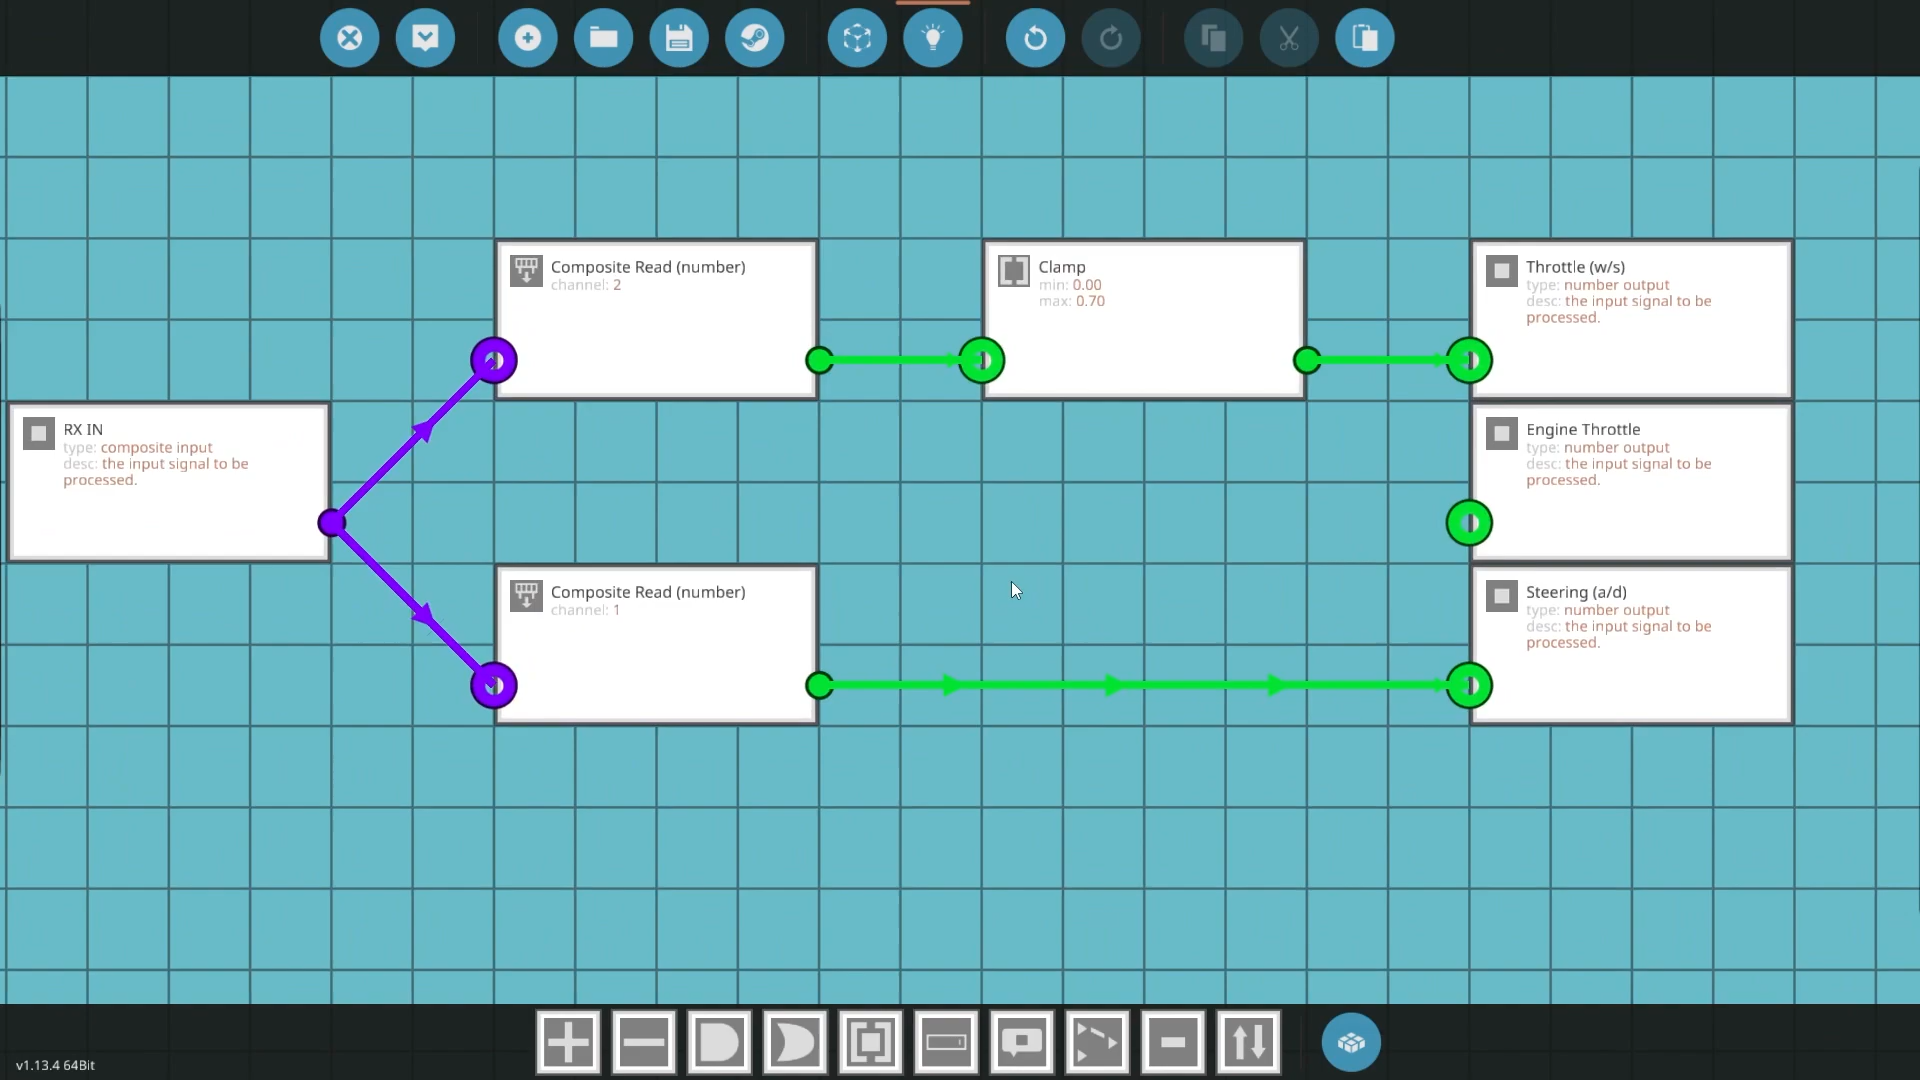 Composite Read (number)
channel: 2
Clamp
min: 0.00
max: 0.70
Throttle (w/s)
type: number output
desc: the input signal to be
processed.
RX IN
type: composite input
desc: the input signal to be
processed.
Engine Throttle
type: number output
desc: the input signal to be
processed.
Composite Read (number)
channel: 1
Steering (a/d)
type: number output
desc: the input signal to be
processed.
v1.13.4 64Bit